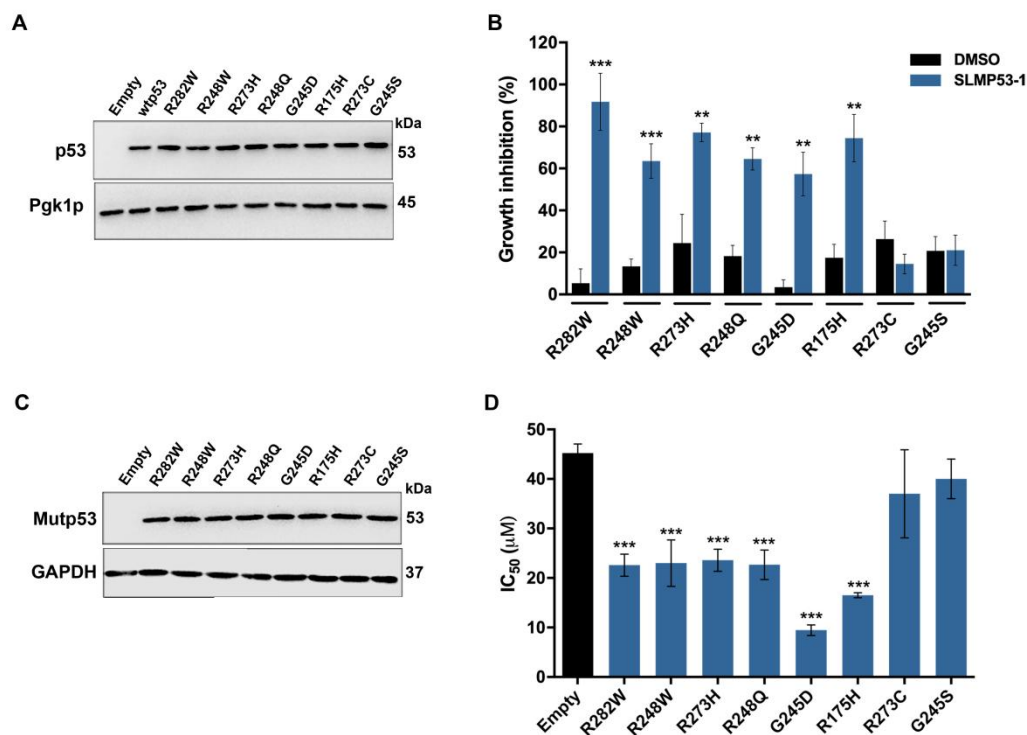 A
Empty
wtp53
R282W
R248W
R273H
R248Q
G245D
R175H
R273C
G245S
kDa
p53
53
Pgk1p
45
B
Growth inhibition (%)
120
100
80
60
40
20
0
***
***
**
**
**
**
DMSO
SLMP53-1
R282W
R248W
R273H
R248Q
G245D
R175H
R273C
G245S
C
Empty
R282W
R248W
R273H
R248Q
G245D
R175H
R273C
G245S
kDa
Mutp53
53
GAPDH
37
D
IC50 (μM)
50
40
30
20
10
0
***
***
***
***
***
***
Empty
R282W
R248W
R273H
R248Q
G245D
R175H
R273C
G245S